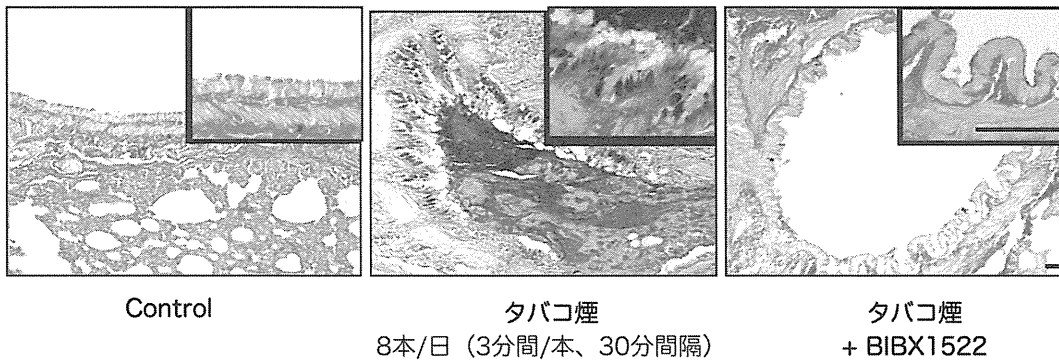 Control
タバコ煙
8本/日（3分間/本、30分間隔）
タバコ煙
+ BIBX1522